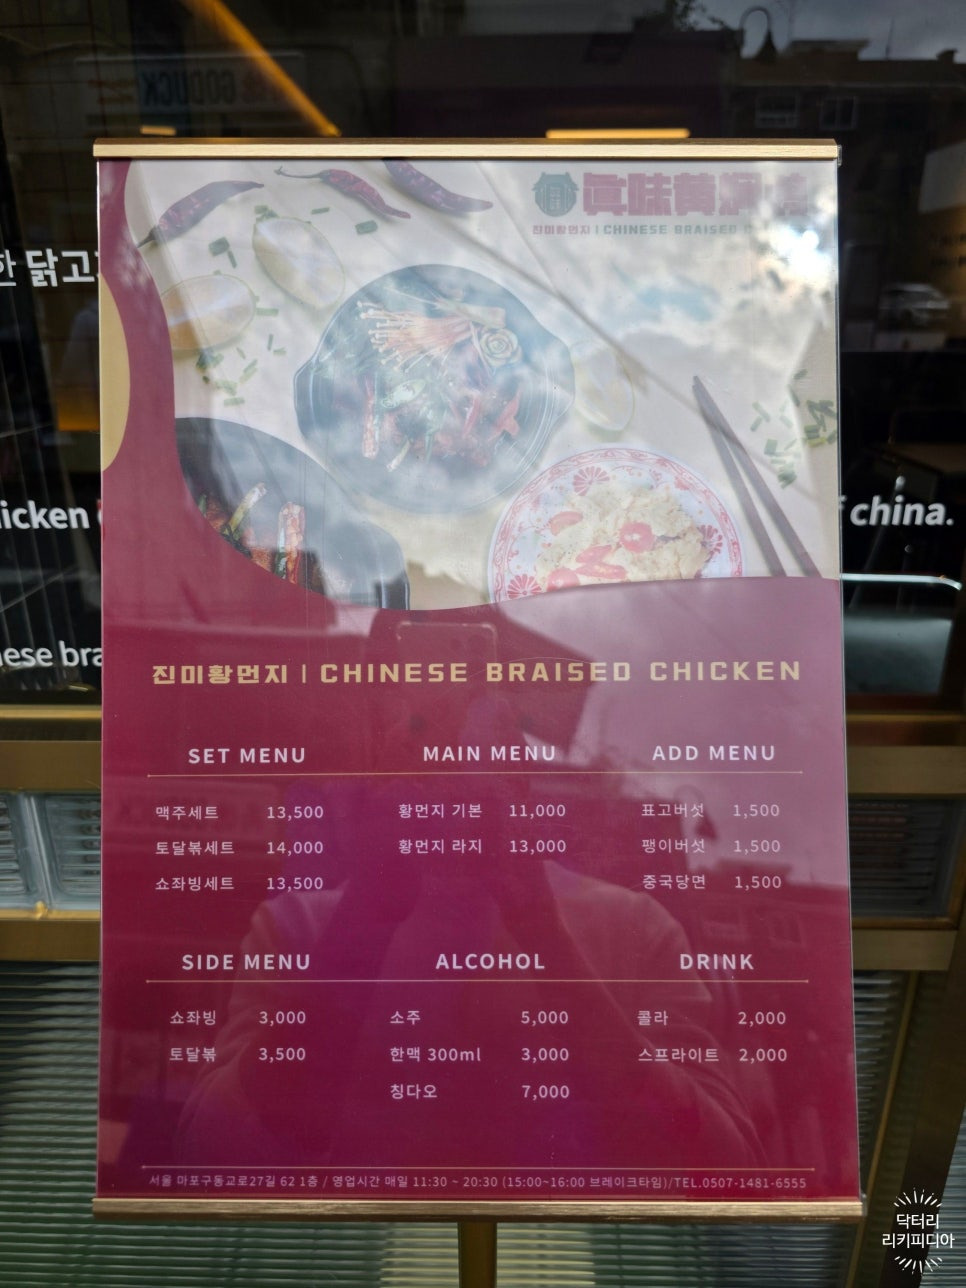 GODUCK
眞味黄焖鷄
진미황먼지 | CHINESE BRAISED
한 닭고
icken
f china.
nese bra
진미황먼지 | CHINESE BRAISED CHICKEN
SET MENU
맥주세트 13,500
토달볶세트 14,000
쇼좌빙세트 13,500
MAIN MENU
황먼지 기본 11,000
황먼지 라지 13,000
ADD MENU
표고버섯 1,500
팽이버섯 1,500
중국당면 1,500
SIDE MENU
쇼좌빙 3,000
토달볶 3,500
ALCOHOL
소주 5,000
한맥 300ml 3,000
칭다오 7,000
DRINK
콜라 2,000
스프라이트 2,000
서울 마포구동교로27길 62 1층 / 영업시간 매일 11:30 ~ 20:30 (15:00~16:00 브레이크타임)/TEL.0507-1481-6555
닥터리
리키피디아